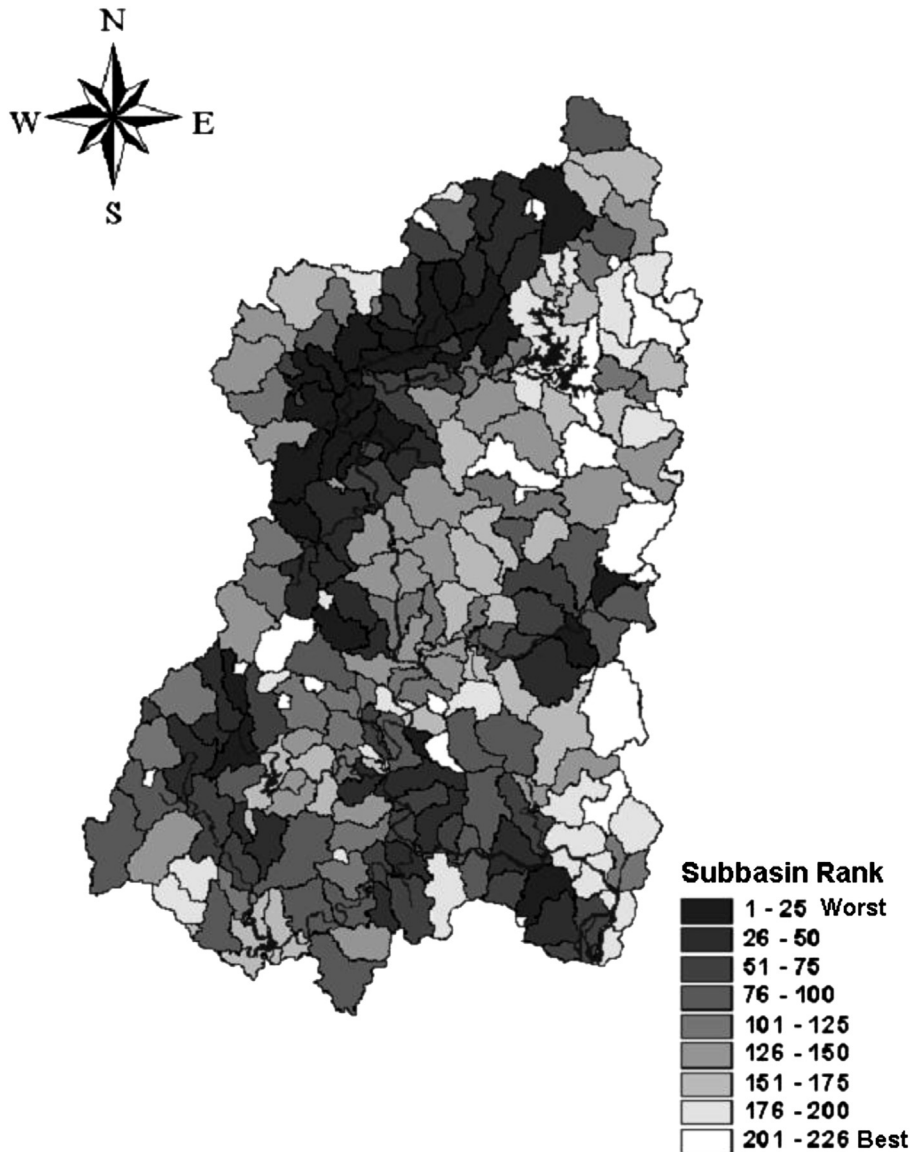 N
W E
S
Subbasin Rank
1 - 25 Worst
26 - 50
51 - 75
76 - 100
101 - 125
126 - 150
151 - 175
176 - 200
201 - 226 Best